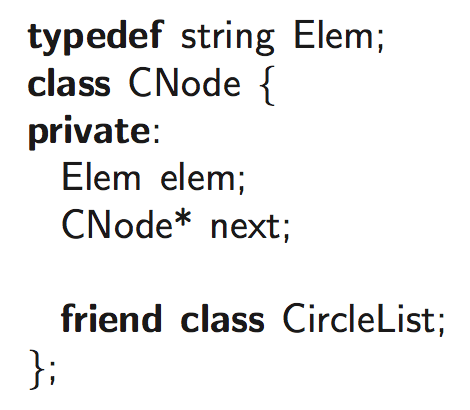 typedef string Elem;
class CNode {
private:
Elem elem;
CNode* next;
friend class CircleList;
};